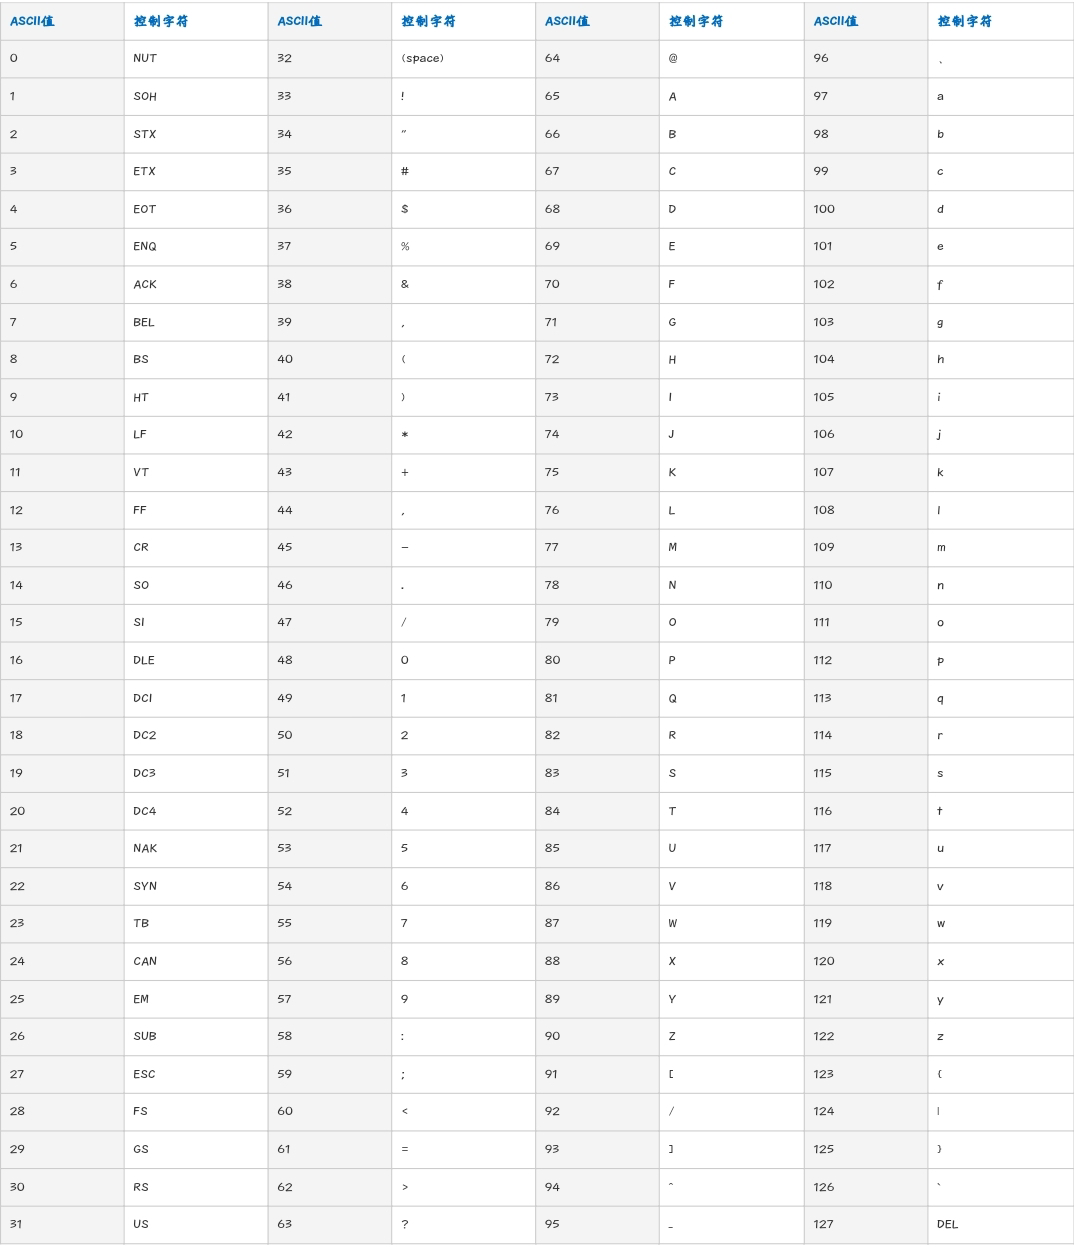 ASCII值 控制字符 ASCII值 控制字符 ASCII值 控制字符 ASCII值 控制字符
0 NUT 32 (space) 64 @ 96 、
1 SOH 33 ! 65 A 97 a
2 STX 34 " 66 B 98 b
3 ETX 35 # 67 C 99 c
4 EOT 36 $ 68 D 100 d
5 ENQ 37 % 69 E 101 e
6 ACK 38 & 70 F 102 f
7 BEL 39 , 71 G 103 g
8 BS 40 ( 72 H 104 h
9 HT 41 ) 73 I 105 i
10 LF 42 * 74 J 106 j
11 VT 43 + 75 K 107 k
12 FF 44 , 76 L 108 l
13 CR 45 - 77 M 109 m
14 SO 46 . 78 N 110 n
15 SI 47 / 79 O 111 o
16 DLE 48 0 80 P 112 p
17 DCI 49 1 81 Q 113 q
18 DC2 50 2 82 R 114 r
19 DC3 51 3 83 S 115 s
20 DC4 52 4 84 T 116 t
21 NAK 53 5 85 U 117 u
22 SYN 54 6 86 V 118 v
23 TB 55 7 87 W 119 w
24 CAN 56 8 88 X 120 x
25 EM 57 9 89 Y 121 y
26 SUB 58 : 90 Z 122 z
27 ESC 59 ; 91 [ 123 {
28 FS 60 < 92 / 124 |
29 GS 61 = 93 ] 125 }
30 RS 62 > 94 ^ 126 `
31 US 63 ? 95 _ 127 DEL